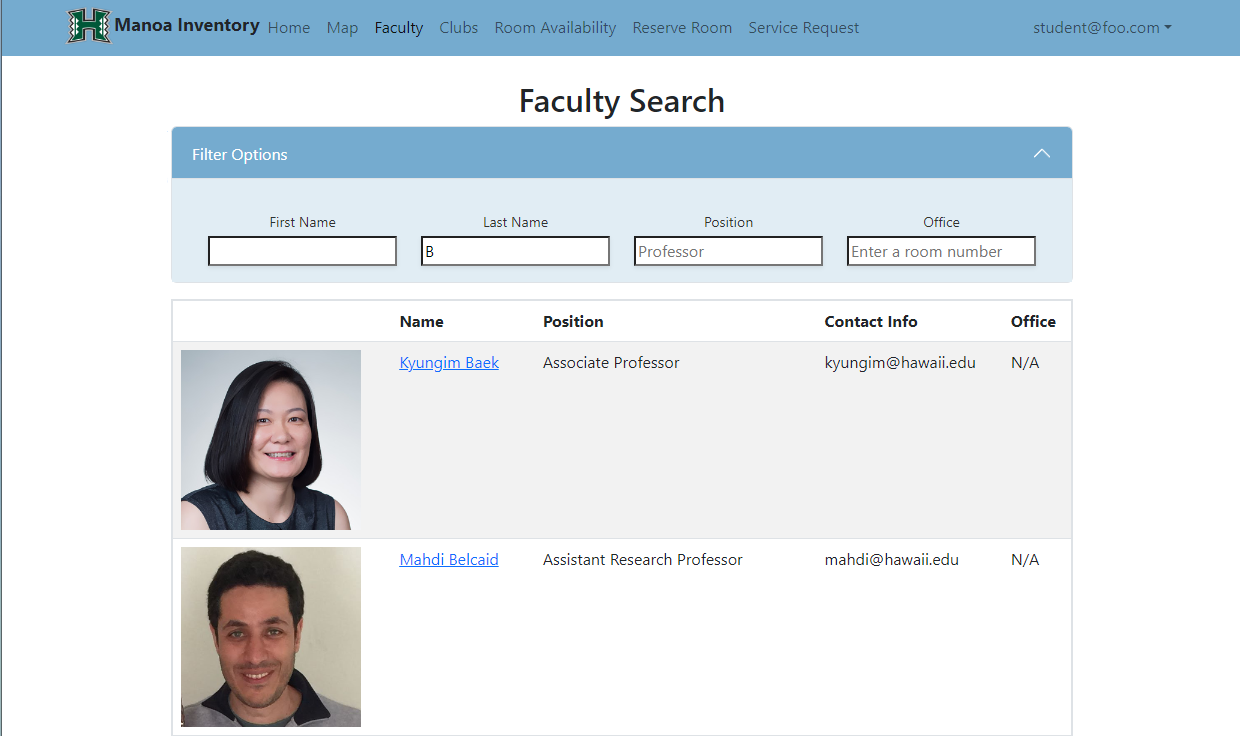 Manoa Inventory Home Map Faculty Clubs Room Availability Reserve Room Service Request student@foo.com
Faculty Search
Filter Options
First Name Last Name Position Office
B Professor Enter a room number
Name Position Contact Info Office
Kyungim Baek Associate Professor kyungim@hawaii.edu N/A
Mahdi Belcaid Assistant Research Professor mahdi@hawaii.edu N/A